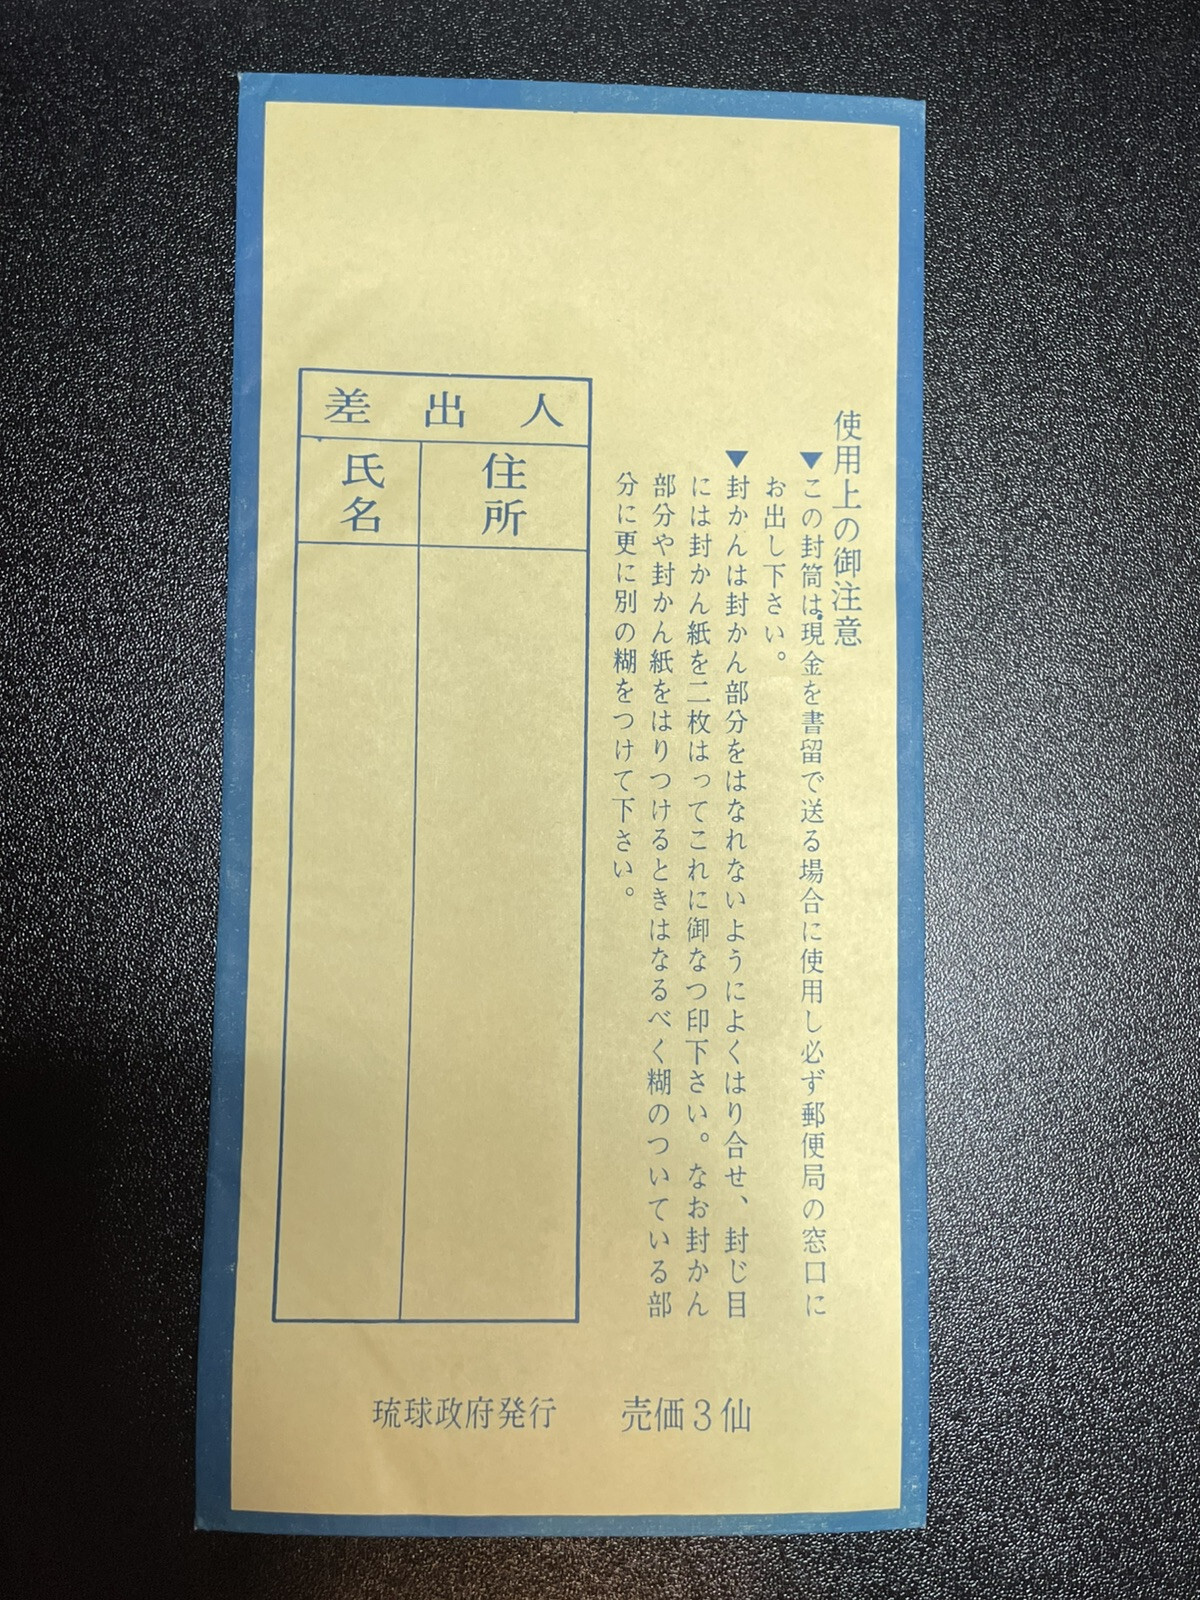 使用上の御注意
▼この封筒は現金を書留で送る場合に使用し必ず郵便局の窓口に
お出し下さい。
▼封かんは封かん部分をはなれないようによくはり合せ、封じ目
には封かん紙を二枚はってこれに御なつ印下さい。なお封かん
部分や封かん紙をはりつけるときはなるべく糊のついている部
分に更に別の糊をつけて下さい。
差出人
住所
氏名
琉球政府発行 売価3仙